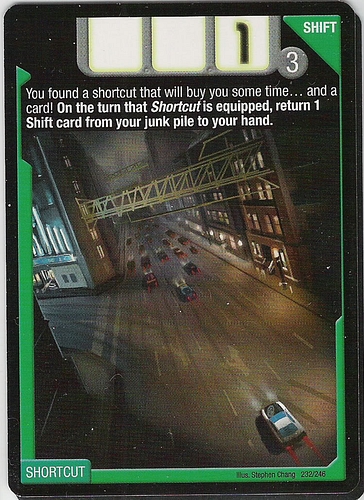 SHIFT
1
3
You found a shortcut that will buy you some time... and a
card! On the turn that Shortcut is equipped, return 1
Shift card from your junk pile to your hand.
SHORTCUT
Illus. Stephen Chang 232/246